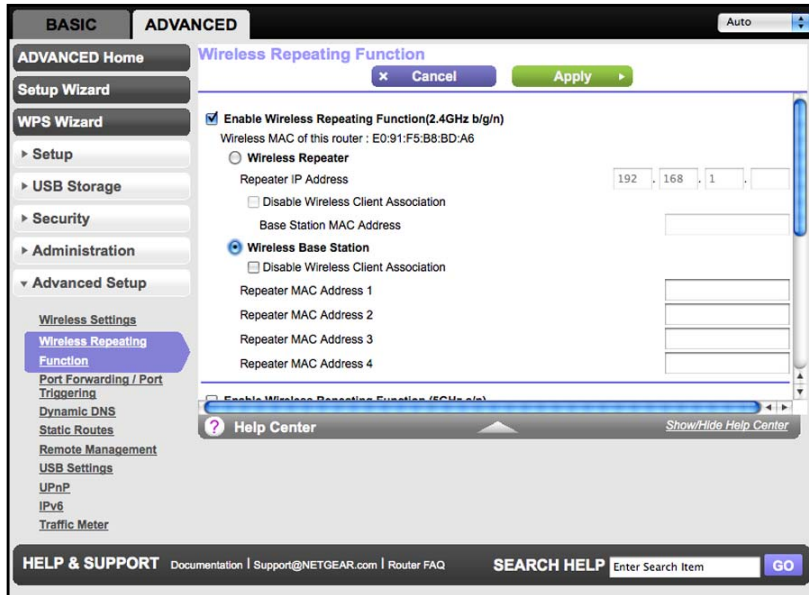 BASIC
ADVANCED
Auto
ADVANCED Home
Setup Wizard
WPS Wizard
Setup
USB Storage
Security
Administration
Advanced Setup
Wireless Settings
Wireless Repeating
Function
Port Forwarding / Port
Triggering
Dynamic DNS
Static Routes
Remote Management
USB Settings
UPnP
IPv6
Traffic Meter
Wireless Repeating Function
x Cancel
Apply
Enable Wireless Repeating Function(2.4GHz b/g/n)
Wireless MAC of this router : E0:91:F5:B8:BD:A6
Wireless Repeater
Repeater IP Address 192 . 168 . 1 .
Disable Wireless Client Association
Base Station MAC Address
Wireless Base Station
Disable Wireless Client Association
Repeater MAC Address 1
Repeater MAC Address 2
Repeater MAC Address 3
Repeater MAC Address 4
Enable Wireless Repeating Function (5GHz a/n)
? Help Center
Show/Hide Help Center
HELP & SUPPORT Documentation | Support@NETGEAR.com | Router FAQ
SEARCH HELP Enter Search Item GO